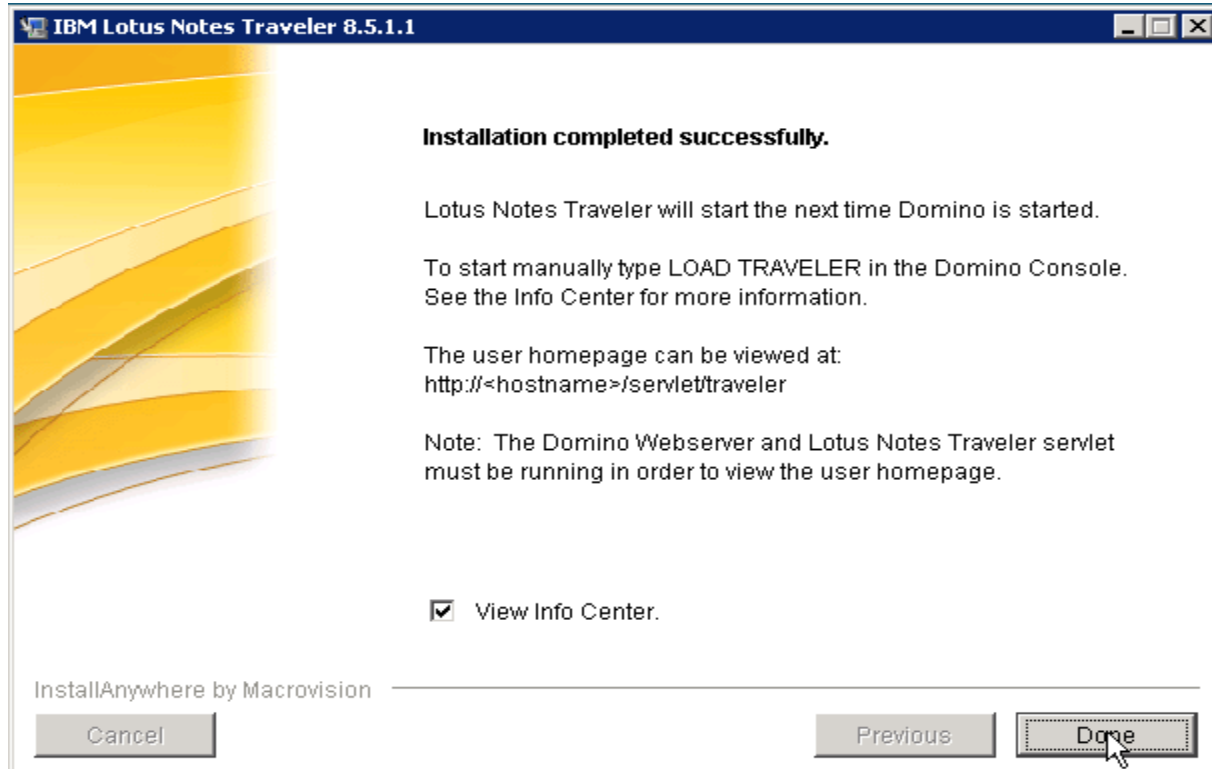 IBM Lotus Notes Traveler 8.5.1.1
Installation completed successfully.
Lotus Notes Traveler will start the next time Domino is started.
To start manually type LOAD TRAVELER in the Domino Console.
See the Info Center for more information.
The user homepage can be viewed at:
http://<hostname>/servlet/traveler
Note:  The Domino Webserver and Lotus Notes Traveler servlet
must be running in order to view the user homepage.
View Info Center.
InstallAnywhere by Macrovision
Cancel
Previous
Done